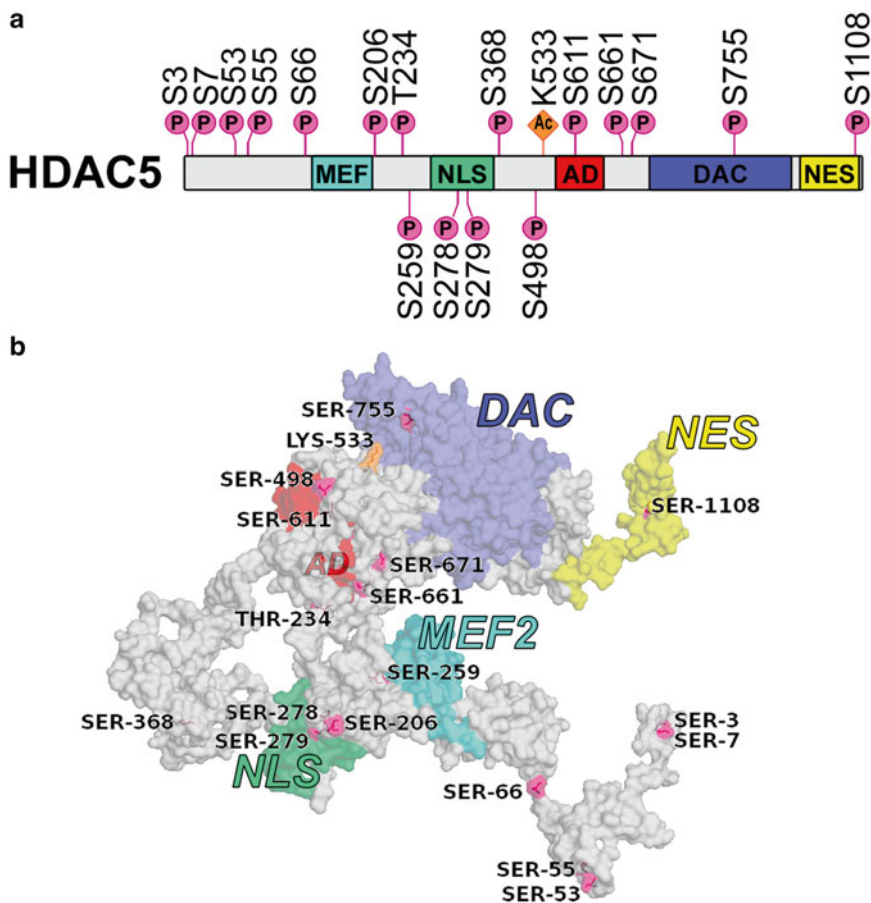 a
S3
S7
S53
S55
S66
S206
T234
S368
K533
S611
S661
S671
S755
S1108
P P P P P P P P Ac P P P P P
HDAC5
MEF NLS AD DAC NES
P P P P
S259
S278
S279
S498
b
DAC
SER-755
NES
LYS-533
SER-498
SER-1108
SER-611
AD
SER-671
SER-661
THR-234
MEF2
SER-259
SER-278
SER-368
SER-206
SER-3
SER-279
SER-7
NLS
SER-66
SER-55
SER-53